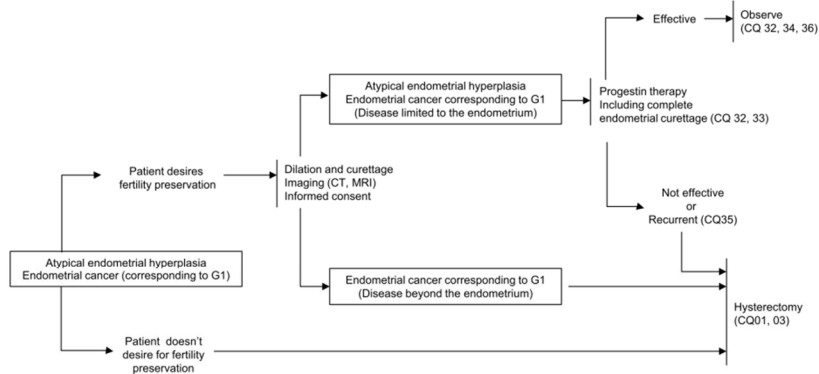 Effective
Observe
(CQ 32, 34, 36)
Atypical endometrial hyperplasia
Endometrial cancer corresponding to G1
(Disease limited to the endometrium)
Progestin therapy
Including complete
endometrial curettage (CQ 32, 33)
Patient desires
fertility preservation
Dilation and curettage
Imaging (CT, MRI)
Informed consent
Not effective
or
Recurrent (CQ35)
Atypical endometrial hyperplasia
Endometrial cancer (corresponding to G1)
Endometrial cancer corresponding to G1
(Disease beyond the endometrium)
Hysterectomy
(CQ01, 03)
Patient doesn't
desire for fertility
preservation